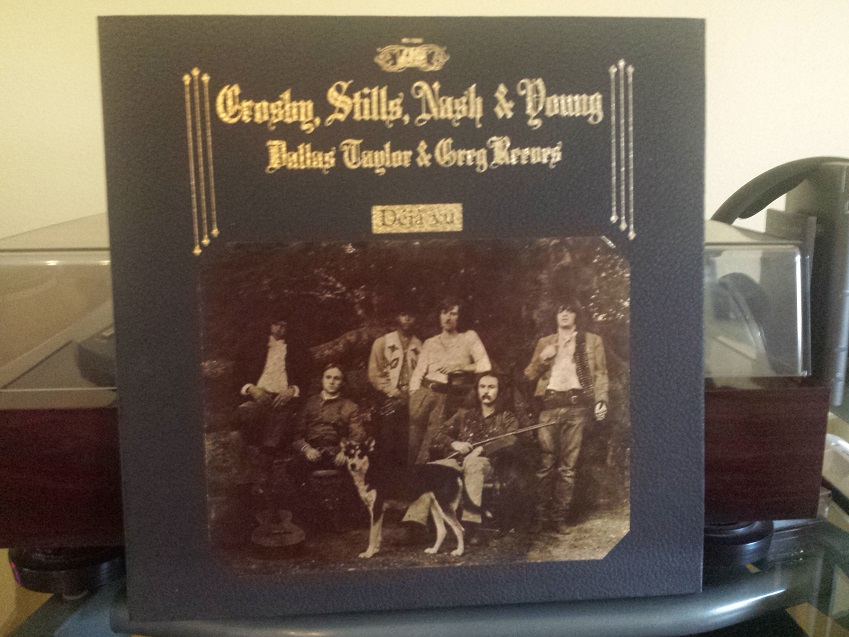 Crosby, Stills, Nash & Young
Dallas Taylor & Greg Reeves
Déjà vu